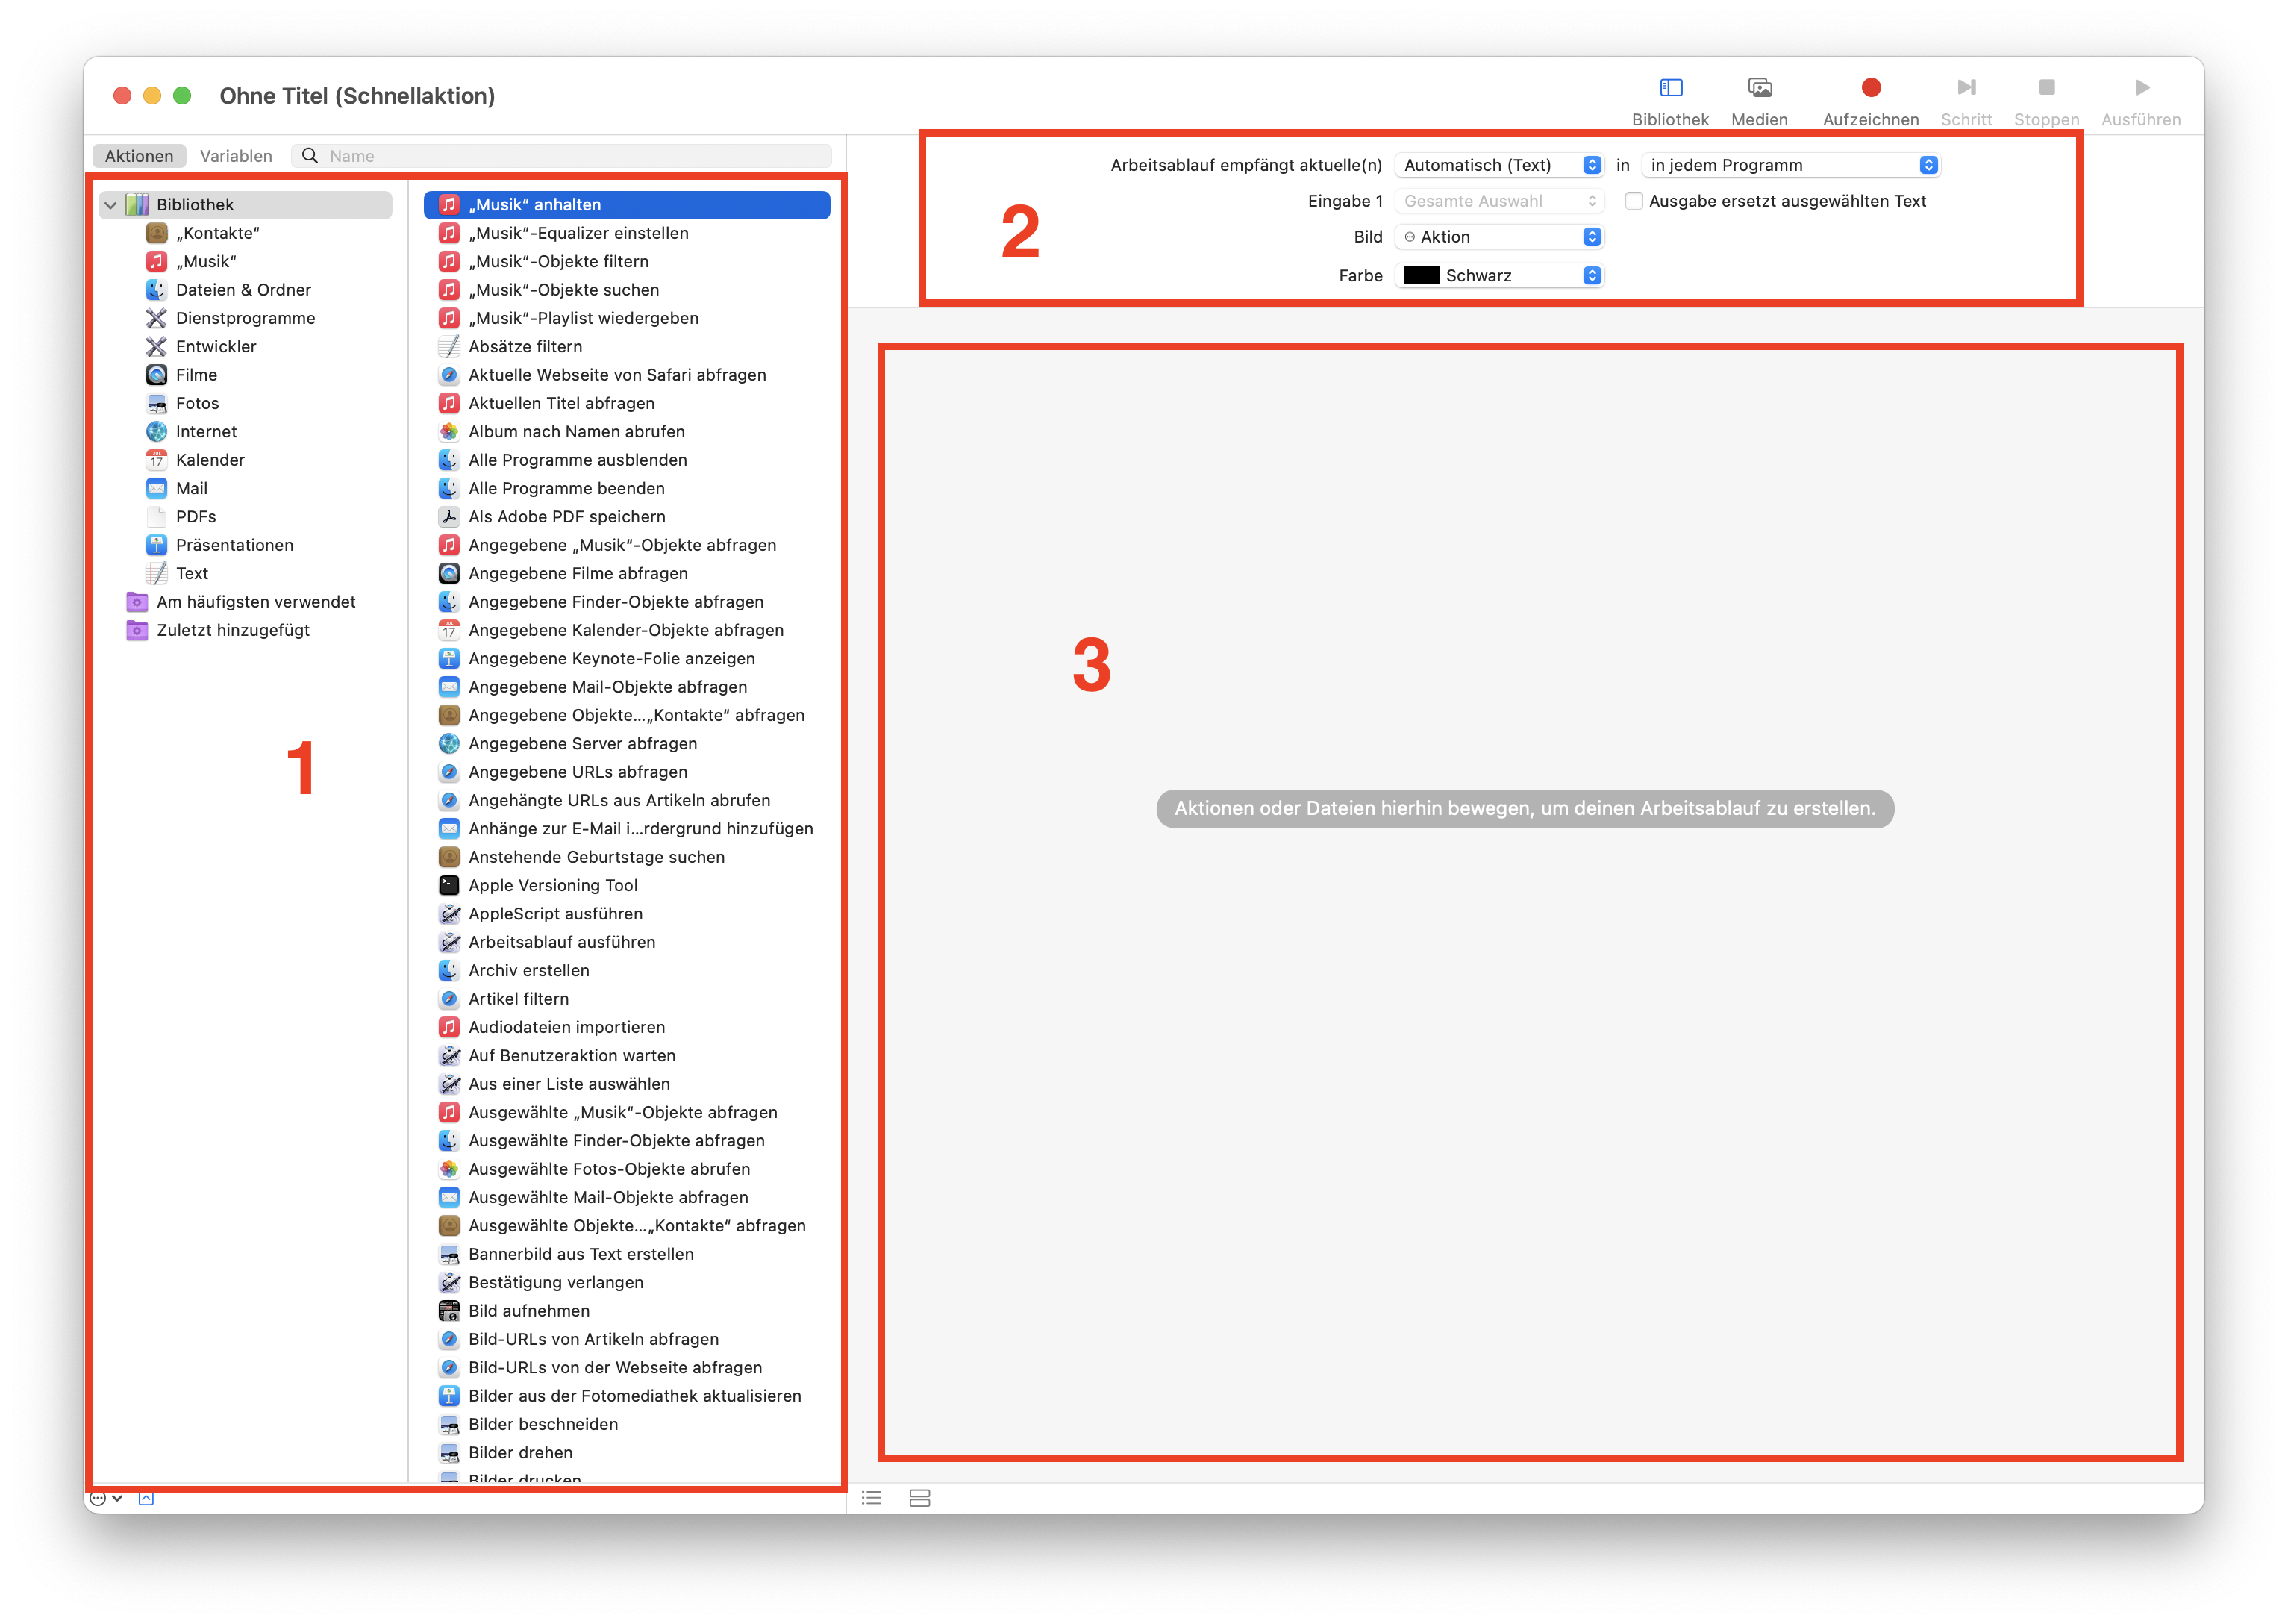 Ohne Titel (Schnellaktion)
Bibliothek
Medien
Aufzeichnen
Schritt
Stoppen
Ausführen
Aktionen
Variablen
Name
Bibliothek
„Kontakte“
„Musik“
Dateien & Ordner
Dienstprogramme
Entwickler
Filme
Fotos
Internet
Kalender
Mail
PDFs
Präsentationen
Text
Am häufigsten verwendet
Zuletzt hinzugefügt
1
„Musik“ anhalten
„Musik“-Equalizer einstellen
„Musik“-Objekte filtern
„Musik“-Objekte suchen
„Musik“-Playlist wiedergeben
Absätze filtern
Aktuelle Webseite von Safari abfragen
Aktuellen Titel abfragen
Album nach Namen abrufen
Alle Programme ausblenden
Alle Programme beenden
Als Adobe PDF speichern
Angegebene „Musik“-Objekte abfragen
Angegebene Filme abfragen
Angegebene Finder-Objekte abfragen
Angegebene Kalender-Objekte abfragen
Angegebene Keynote-Folie anzeigen
Angegebene Mail-Objekte abfragen
Angegebene Objekte...„Kontakte“ abfragen
Angegebene Server abfragen
Angegebene URLs abfragen
Angehängte URLs aus Artikeln abrufen
Anhänge zur E-Mail i...rdergrund hinzufügen
Anstehende Geburtstage suchen
Apple Versioning Tool
AppleScript ausführen
Arbeitsablauf ausführen
Archiv erstellen
Artikel filtern
Audiodateien importieren
Auf Benutzeraktion warten
Aus einer Liste auswählen
Ausgewählte „Musik“-Objekte abfragen
Ausgewählte Finder-Objekte abfragen
Ausgewählte Fotos-Objekte abrufen
Ausgewählte Mail-Objekte abfragen
Ausgewählte Objekte...„Kontakte“ abfragen
Bannerbild aus Text erstellen
Bestätigung verlangen
Bild aufnehmen
Bild-URLs von Artikeln abfragen
Bild-URLs von der Webseite abfragen
Bilder aus der Fotomediathek aktualisieren
Bilder beschneiden
Bilder drehen
Bilder drucken
Arbeitsablauf empfängt aktuelle(n) Automatisch (Text) in in jedem Programm
Eingabe 1 Gesamte Auswahl Ausgabe ersetzt ausgewählten Text
Bild Aktion
Farbe Schwarz
2
3
Aktionen oder Dateien hierhin bewegen, um deinen Arbeitsablauf zu erstellen.